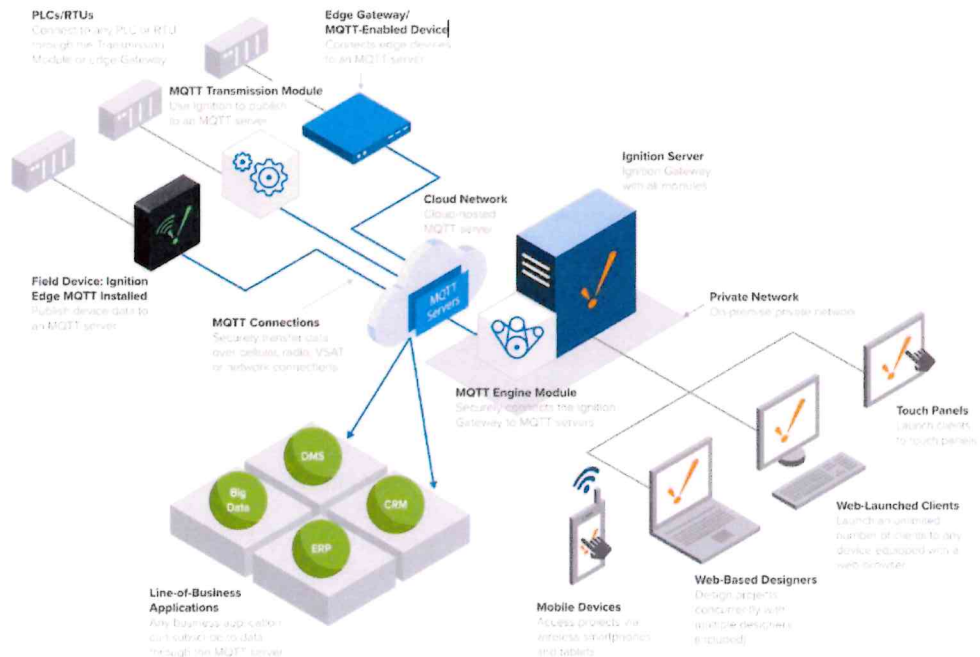 PLCs/RTUs
Connect to any PLC or RTU
through the Transmission
Module or Edge Gateway
Edge Gateway/
MQTT-Enabled Device
Connects edge devices
to an MQTT server
MQTT Transmission Module
Use Ignition to publish
to an MQTT server
Ignition Server
Ignition Gateway
with all modules
Cloud Network
Cloud-hosted
MQTT server
MQTT
Servers
Field Device: Ignition
Edge MQTT Installed
Publish device data to
an MQTT server
MQTT Connections
Securely transfer data
over cellular, radio, VSAT
or network connections
Private Network
On-premise private network
MQTT Engine Module
Securely connects the Ignition
Gateway to MQTT servers
Touch Panels
Launch clients
to touch panels
DMS
Big
Data
CRM
ERP
Web-Launched Clients
Launch an unlimited
number of clients to any
device equipped with a
web browser
Web-Based Designers
Design projects
concurrently with
multiple designers
Mobile Devices
Access projects via
wireless smartphones
and tablets
Line-of-Business
Applications
Any business application
can subscribe to data
through the MQTT server